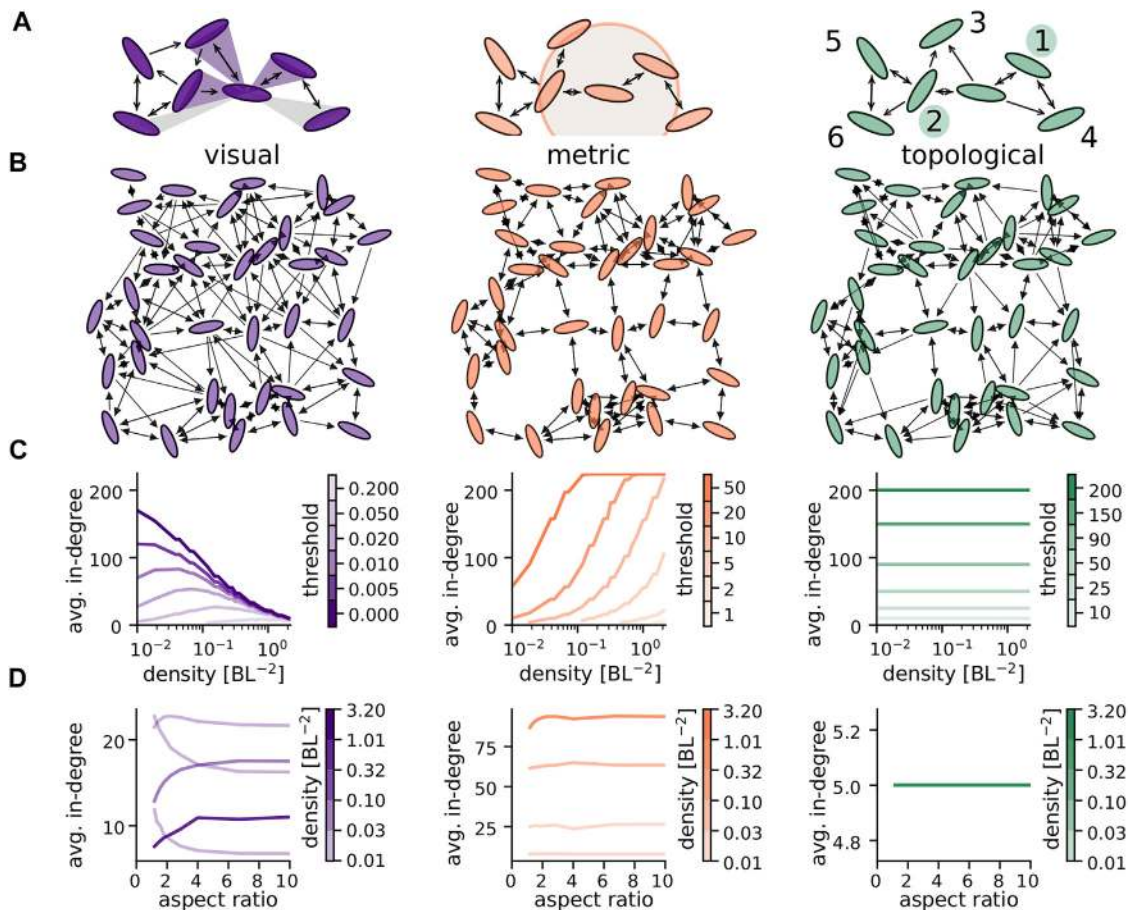 A
5
3
1
2
6
4
visual
metric
topological
B
C
avg. in-degree
200
100
0
10⁻² 10⁻¹ 10⁰
density [BL⁻²]
threshold
0.200
0.050
0.020
0.010
0.005
0.000
avg. in-degree
200
100
0
10⁻² 10⁻¹ 10⁰
density [BL⁻²]
threshold
50
20
10
5
2
1
avg. in-degree
200
150
100
50
0
10⁻² 10⁻¹ 10⁰
density [BL⁻²]
threshold
200
150
90
50
25
10
D
avg. in-degree
20
10
0 2 4 6 8 10
aspect ratio
density [BL⁻²]
3.20
1.01
0.32
0.10
0.03
0.01
avg. in-degree
75
50
25
0 2 4 6 8 10
aspect ratio
density [BL⁻²]
3.20
1.01
0.32
0.10
0.03
0.01
avg. in-degree
5.2
5.0
4.8
0 2 4 6 8 10
aspect ratio
density [BL⁻²]
3.20
1.01
0.32
0.10
0.03
0.01